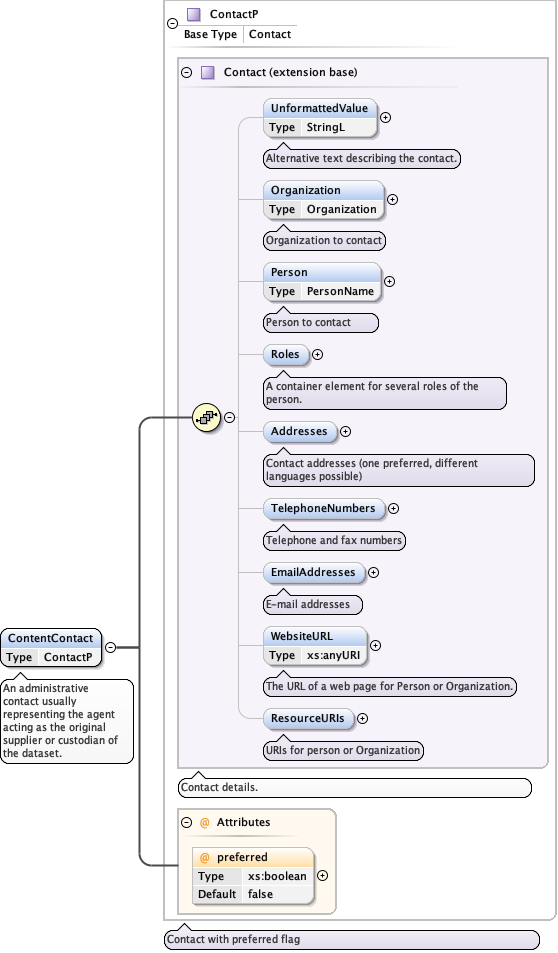 ContactP
Base Type Contact
Contact (extension base)
UnformattedValue
Type StringL
Alternative text describing the contact.
Organization
Type Organization
Organization to contact
Person
Type PersonName
Person to contact
Roles
A container element for several roles of the
person.
Addresses
Contact addresses (one preferred, different
languages possible)
TelephoneNumbers
Telephone and fax numbers
EmailAddresses
E-mail addresses
WebsiteURL
Type xs:anyURI
The URL of a web page for Person or Organization.
ResourceURIs
URIs for person or Organization
ContentContact
Type ContactP
An administrative
contact usually
representing the agent
acting as the original
supplier or custodian of
the dataset.
Contact details.
@ Attributes
@ preferred
Type xs:boolean
Default false
Contact with preferred flag